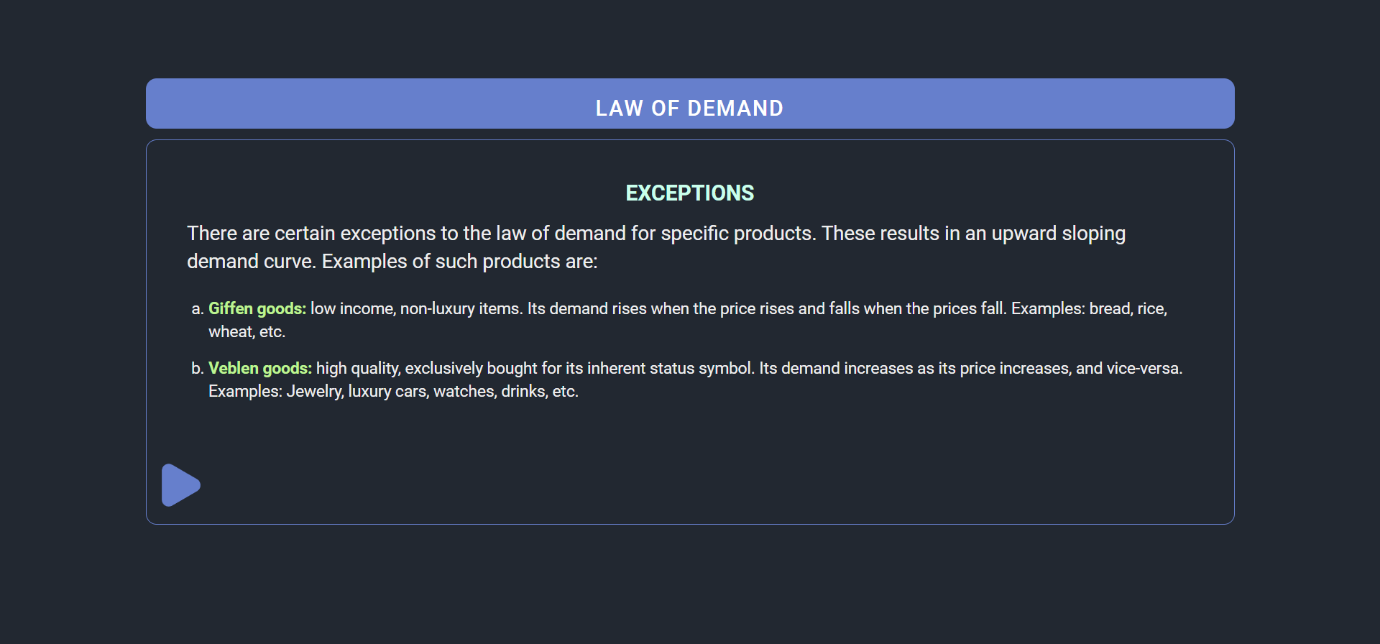 LAW OF DEMAND
EXCEPTIONS
There are certain exceptions to the law of demand for specific products. These results in an upward sloping
demand curve. Examples of such products are:
a. Giffen goods: low income, non-luxury items. Its demand rises when the price rises and falls when the prices fall. Examples: bread, rice,
wheat, etc.
b. Veblen goods: high quality, exclusively bought for its inherent status symbol. Its demand increases as its price increases, and vice-versa.
Examples: Jewelry, luxury cars, watches, drinks, etc.